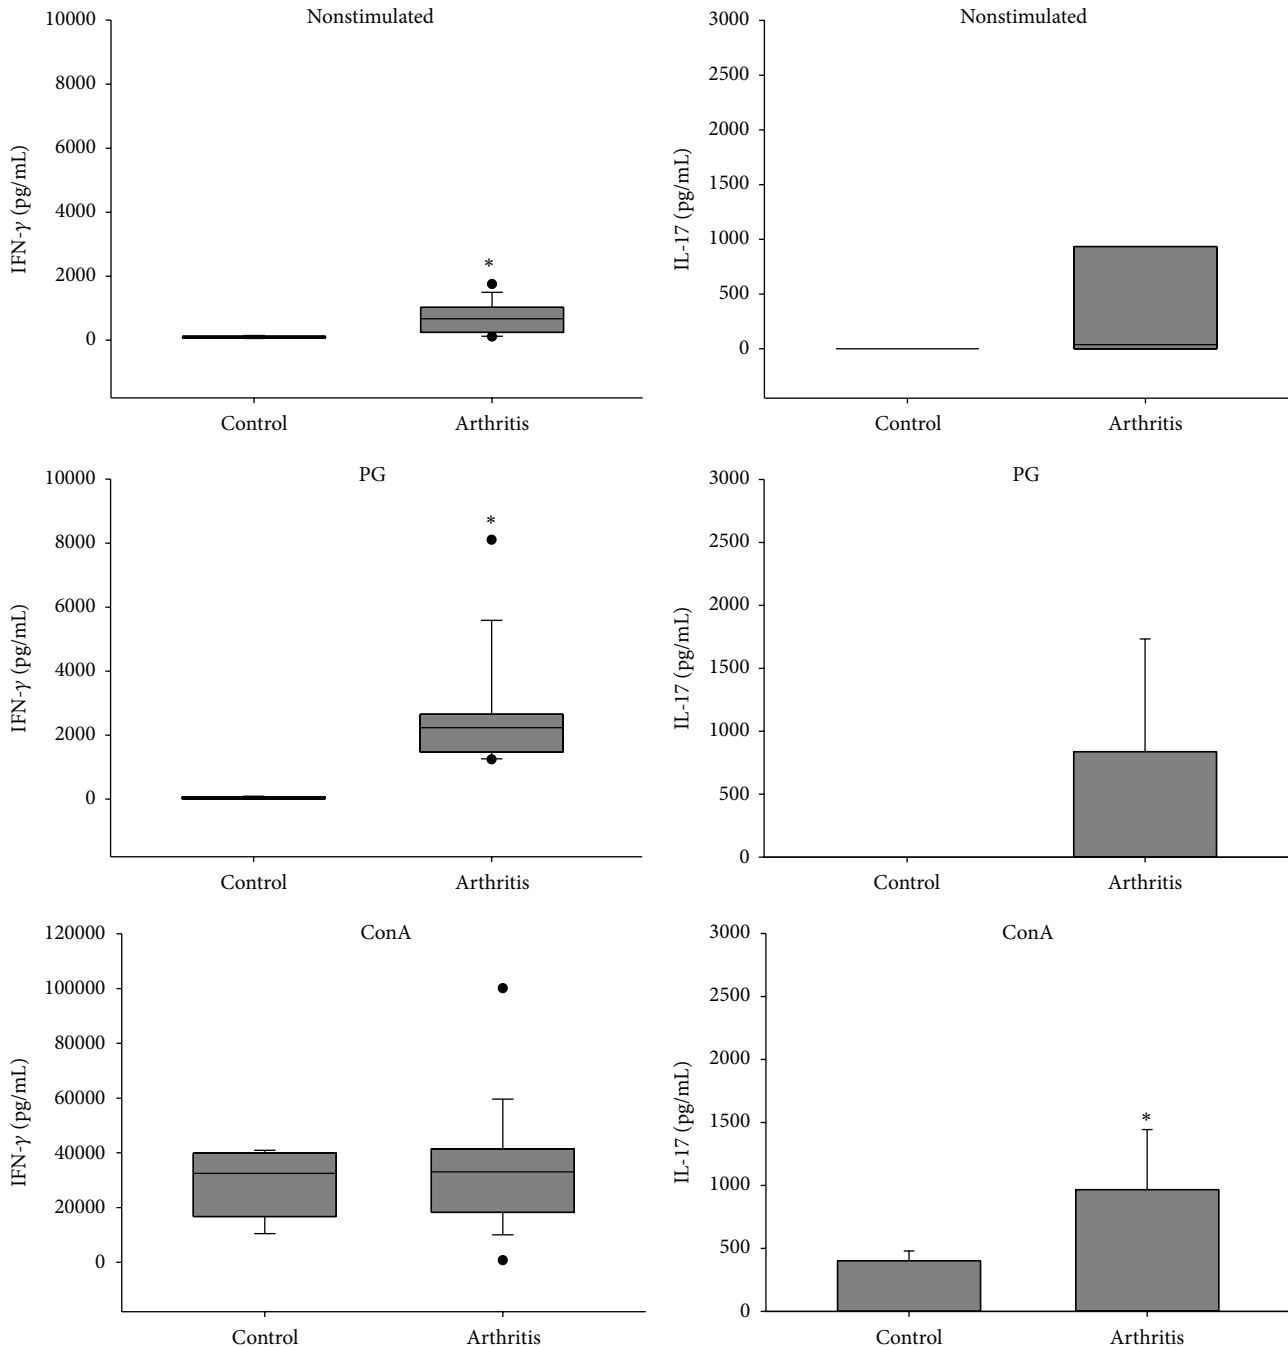 Nonstimulated
10000
8000
6000
4000
2000
0
IFN-γ (pg/mL)
*
Control
Arthritis
Nonstimulated
3000
2500
2000
1500
1000
500
0
IL-17 (pg/mL)
Control
Arthritis
PG
10000
8000
6000
4000
2000
0
IFN-γ (pg/mL)
*
Control
Arthritis
PG
3000
2500
2000
1500
1000
500
0
IL-17 (pg/mL)
Control
Arthritis
ConA
120000
100000
80000
60000
40000
20000
0
IFN-γ (pg/mL)
Control
Arthritis
ConA
3000
2500
2000
1500
1000
500
0
IL-17 (pg/mL)
*
Control
Arthritis